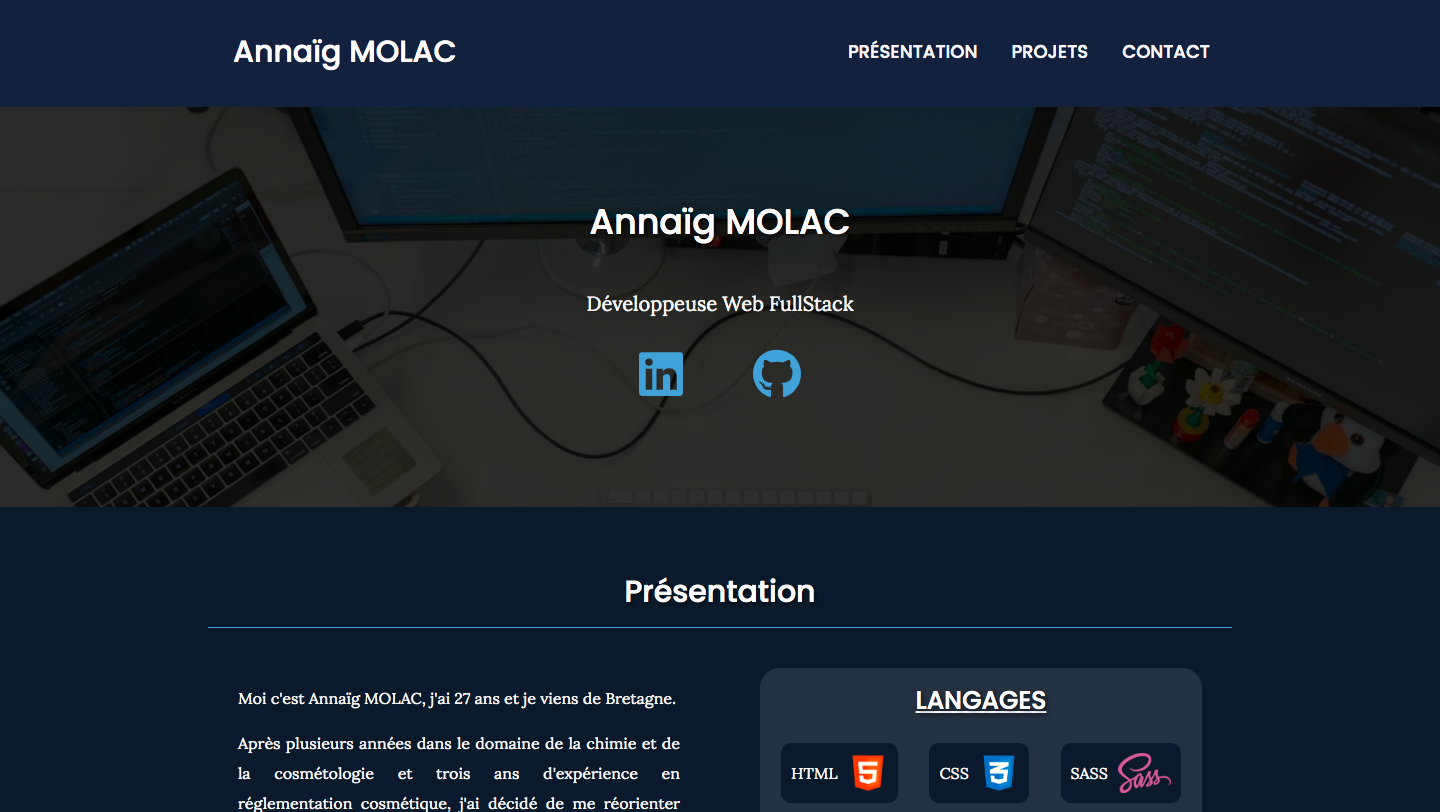 Annaïg MOLAC
PRÉSENTATION PROJETS CONTACT
Annaïg MOLAC
Développeuse Web FullStack
in
Présentation
Moi c'est Annaïg MOLAC, j'ai 27 ans et je viens de Bretagne.
Après plusieurs années dans le domaine de la chimie et de
la cosmétologie et trois ans d'expérience en
réglementation cosmétique, j'ai décidé de me réorienter
LANGAGES
HTML 5 CSS 3 SASS Sass